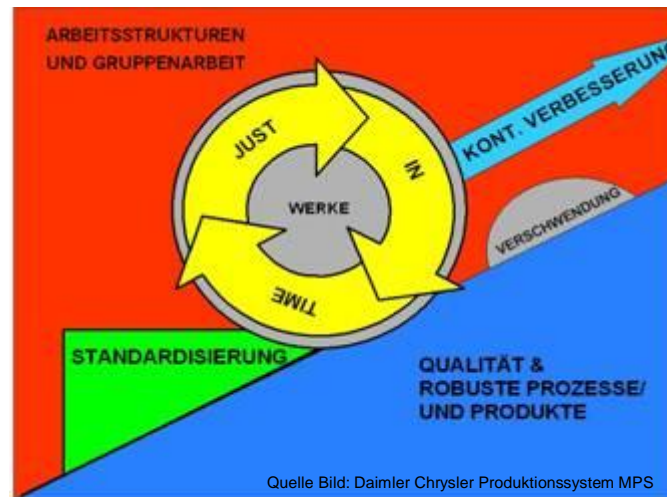 ARBEITSSTRUKTUREN
UND GRUPPENARBEIT
JUST
IN
TIME
WERKE
KONT. VERBESSERUNG
VERSCHWENDUNG
STANDARDISIERUNG
QUALITÄT &
ROBUSTE PROZESSE/
UND PRODUKTE
Quelle Bild: Daimler Chrysler Produktionssystem MPS